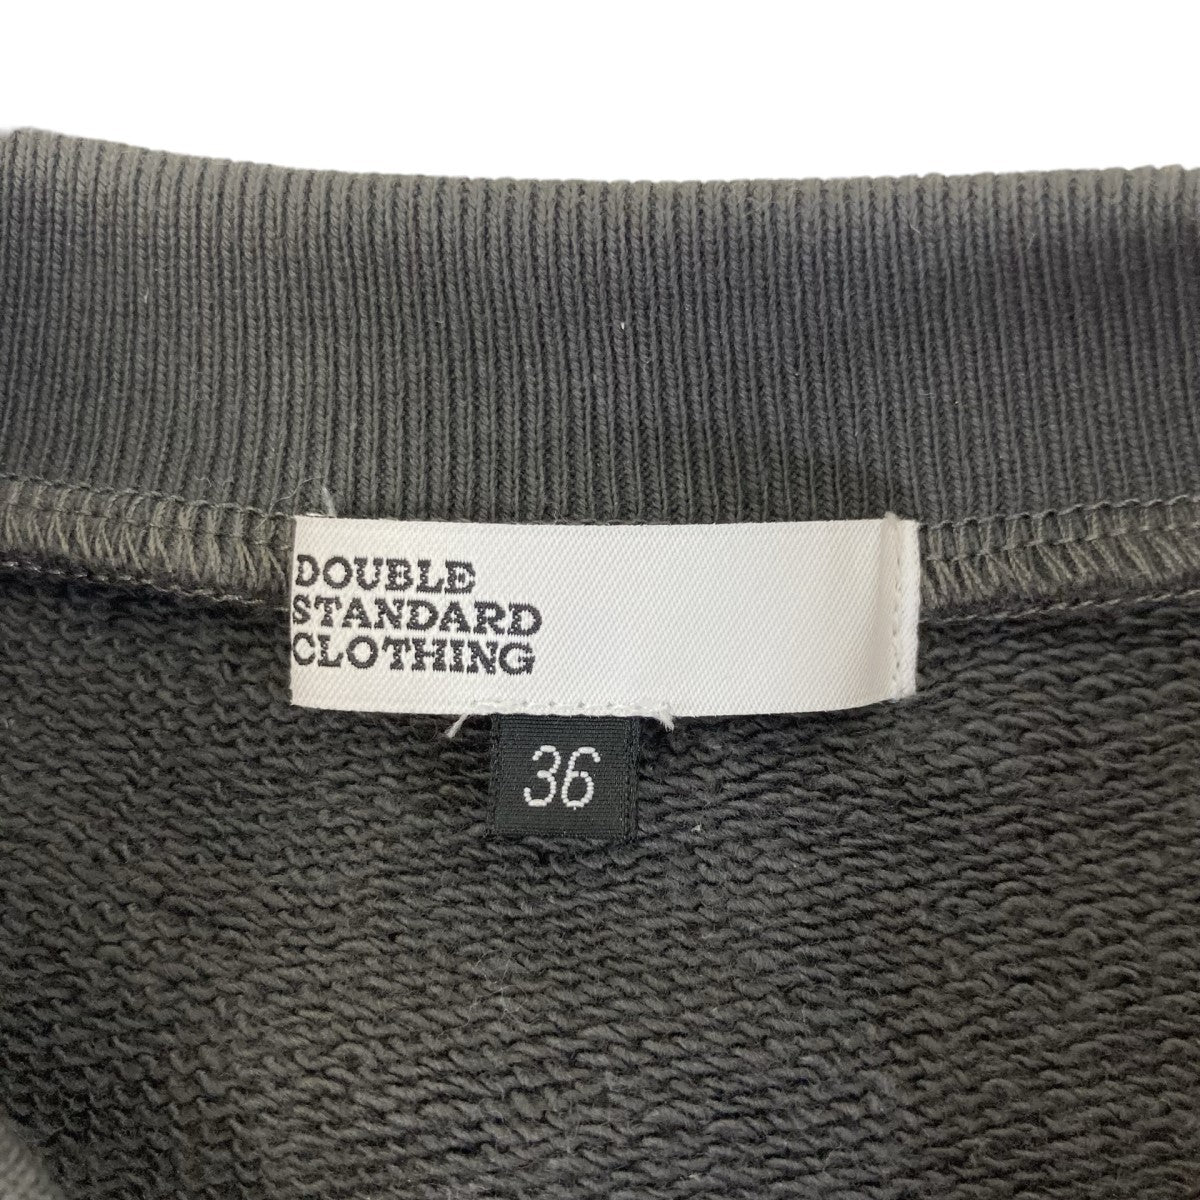 DOUBLE
STANDARD
CLOTHING
36